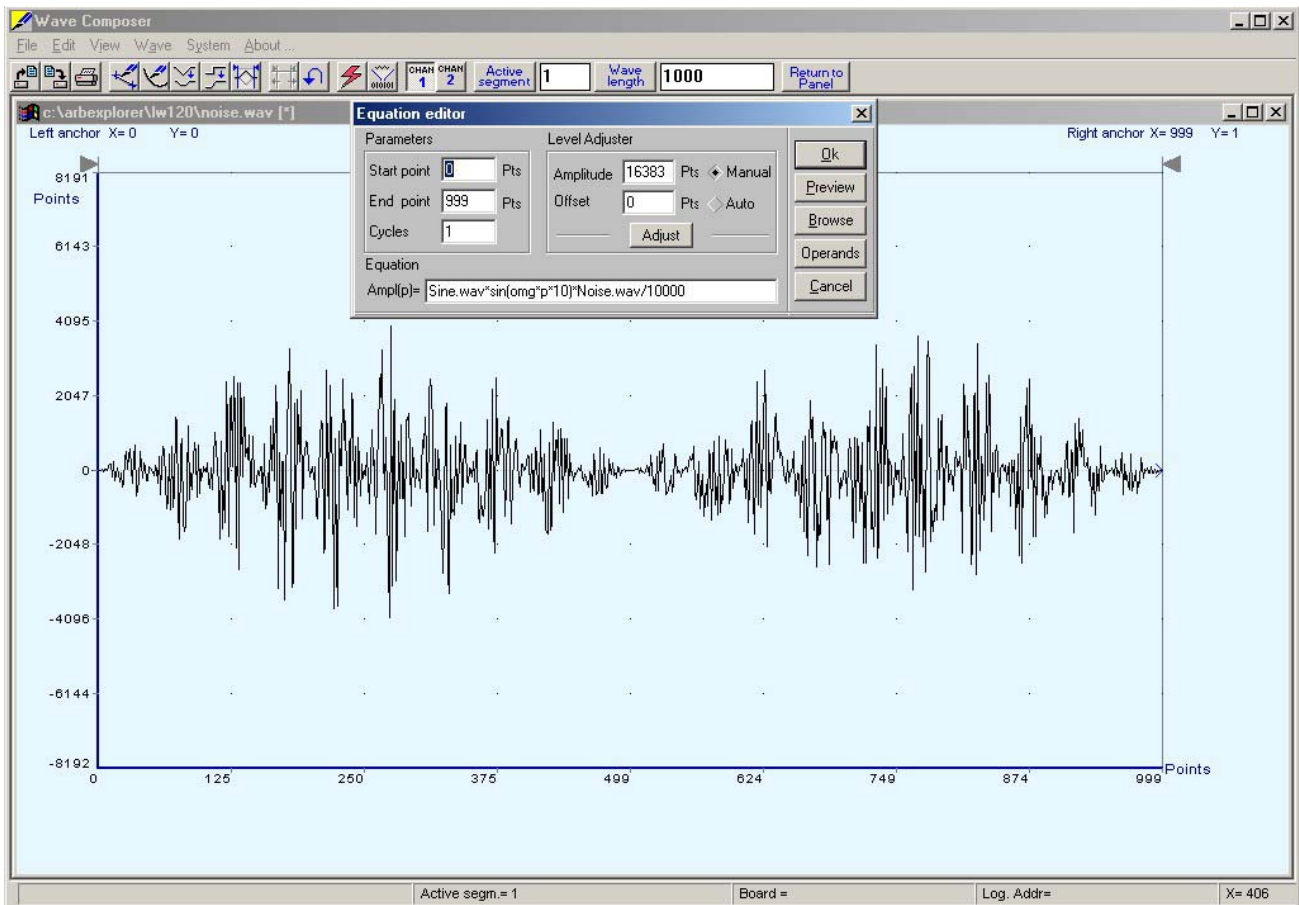 Wave Composer
File Edit View Wave System About ...
CHAN 1 CHAN 2 Active segment 1 Wave length 1000 Return to Panel
c:\arbexplorer\lw120\noise.wav [*]
Left anchor X= 0 Y= 0
Right anchor X= 999 Y= 1
Equation editor
Parameters
Start point 0 Pts
End point 999 Pts
Cycles 1
Level Adjuster
Amplitude 16383 Pts Manual
Offset 0 Pts Auto
Adjust
Equation
Ampl(p)= Sine.wav*sin(omg*p*10)*Noise.wav/10000
Ok
Preview
Browse
Operands
Cancel
8191
Points
6143
4095
2047
0
-2048
-4096
-6144
-8192
0 125 250 375 499 624 749 874 999 Points
Active segm.= 1 Board = Log. Addr= X= 406